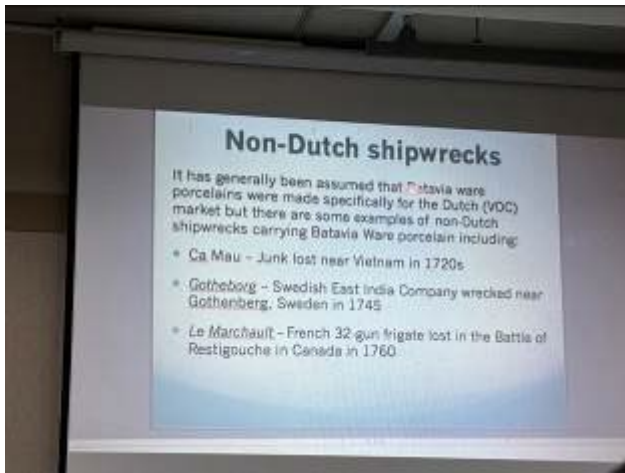 Non-Dutch shipwrecks
It has generally been assumed that Batavia ware
porcelains were made specifically for the Dutch (VOC)
market but there are some examples of non-Dutch
shipwrecks carrying Batavia Ware porcelain including:
• Ca Mau – Junk lost near Vietnam in 1720s
• Gotheborg – Swedish East India Company wrecked near
Gothenberg, Sweden in 1745
• Le Marchault – French 32 gun frigate lost in the Battle of
Restigouche in Canada in 1760